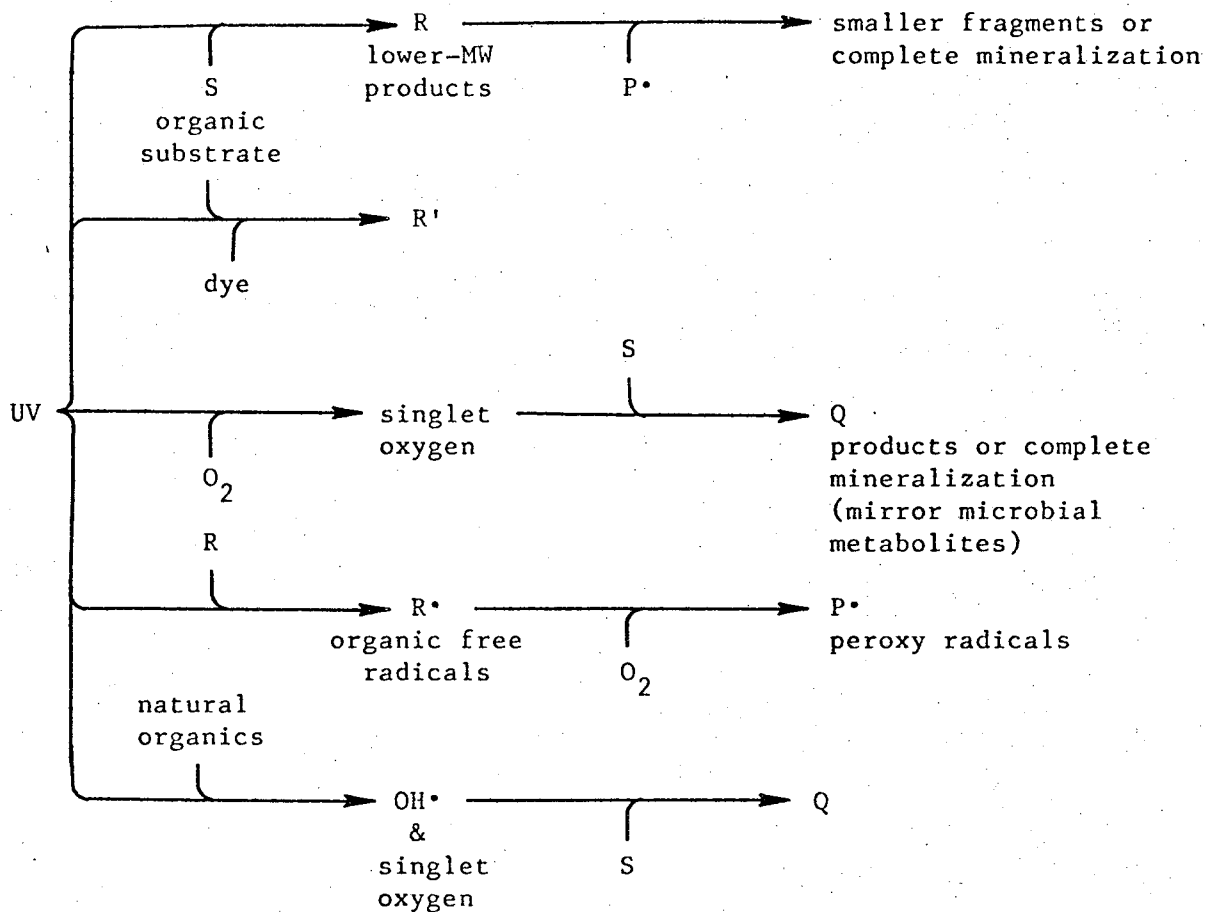 R
smaller fragments or
lower-MW
complete mineralization
products
S
P•
organic
substrate
R'
dye
S
UV
singlet
oxygen
Q
products or complete
mineralization
(mirror microbial
metabolites)
O2
R
R•
P•
organic free
radicals
peroxy radicals
O2
natural
organics
OH•
&
singlet
oxygen
Q
S